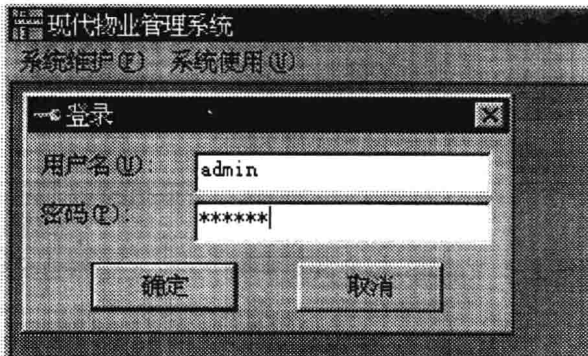 现代物业管理系统
系统维护(F) 系统使用(U)
登录
用户名(U): admin
密码(P): ******
确定 取消